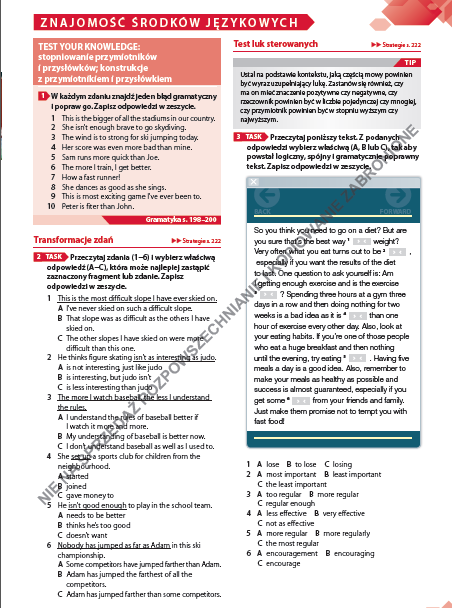 ZNAJOMOŚĆ ŚRODKÓW JĘZYKOWYCH
TEST YOUR KNOWLEDGE:
stopniowanie przymiotników
i przysłówków; konstrukcje
z przymiotnikiem i przysłówkiem
1 W każdym zdaniu znajdź jeden błąd gramatyczny
i popraw go. Zapisz odpowiedzi w zeszycie.
1 This is the bigger of all the stadiums in our country.
2 She isn't enough brave to go skydiving.
3 The wind is to strong for ski jumping today.
4 Her score was even more bad than mine.
5 Sam runs more quick than Joe.
6 The more I train, I get better.
7 How a fast runner!
8 She dances as good as she sings.
9 This is most exciting game I've ever been to.
10 Peter is fiter than John.
Gramatyka s. 198–200
Transformacje zdań
Strategie s. 222
2 TASK Przeczytaj zdania (1–6) i wybierz właściwą
odpowiedź (A–C), która może najlepiej zastąpić
zaznaczony fragment lub zdanie. Zapisz
odpowiedzi w zeszycie.
1 This is the most difficult slope I have ever skied on.
A I've never skied on such a difficult slope.
B That slope was as difficult as the others I have
skied on.
C The other slopes I have skied on were more
difficult than this one.
2 He thinks figure skating isn't as interesting as judo.
A is not interesting, just like judo
B is interesting, but judo isn't
C is less interesting than judo
3 The more I watch baseball, the less I understand
the rules.
A I understand the rules of baseball better if
I watch it more and more.
B My understanding of baseball is better now.
C I don't understand baseball as well as I used to.
4 She set up a sports club for children from the
neighbourhood.
A started
B joined
C gave money to
5 He isn't good enough to play in the school team.
A needs to be better
B thinks he's too good
C doesn't want
6 Nobody has jumped as far as Adam in this ski
championship.
A Some competitors have jumped farther than Adam.
B Adam has jumped the farthest of all the
competitors.
C Adam has jumped farther than some competitors.
Test luk sterowanych
Strategie s. 222
TIP
Ustal na podstawie kontekstu, jaką częścią mowy powinien
być wyraz uzupełniający lukę. Zastanów się również, czy
ma on mieć znaczenie pozytywne czy negatywne, czy
rzeczownik powinien być w liczbie pojedynczej czy mnogiej,
czy przymiotnik powinien być w stopniu wyższym czy
najwyższym.
3 TASK Przeczytaj poniższy tekst. Z podanych
odpowiedzi wybierz właściwą (A, B lub C), tak aby
powstał logiczny, spójny i gramatycznie poprawny
tekst. Zapisz odpowiedzi w zeszycie.
BACK
FORWARD
So you think you need to go on a diet? But are
you sure that's the best way 1 weight?
Very often what you eat turns out to be 2 ,
especially if you want the results of the diet
to last. One question to ask yourself is: Am
I getting enough exercise and is the exercise
3 ? Spending three hours at a gym three
days in a row and then doing nothing for two
weeks is a bad idea as it is 4 than one
hour of exercise every other day. Also, look at
your eating habits. If you're one of those people
who eat a huge breakfast and then nothing
until the evening, try eating 5 . Having five
meals a day is a good idea. Also, remember to
make your meals as healthy as possible and
success is almost guaranteed, especially if you
get some 6 from your friends and family.
Just make them promise not to tempt you with
fast food!
1 A lose B to lose C losing
2 A most important B least important
C the least important
3 A too regular B more regular
C regular enough
4 A less effective B very effective
C not as effective
5 A more regular B more regularly
C the most regular
6 A encouragement B encouraging
C encourage